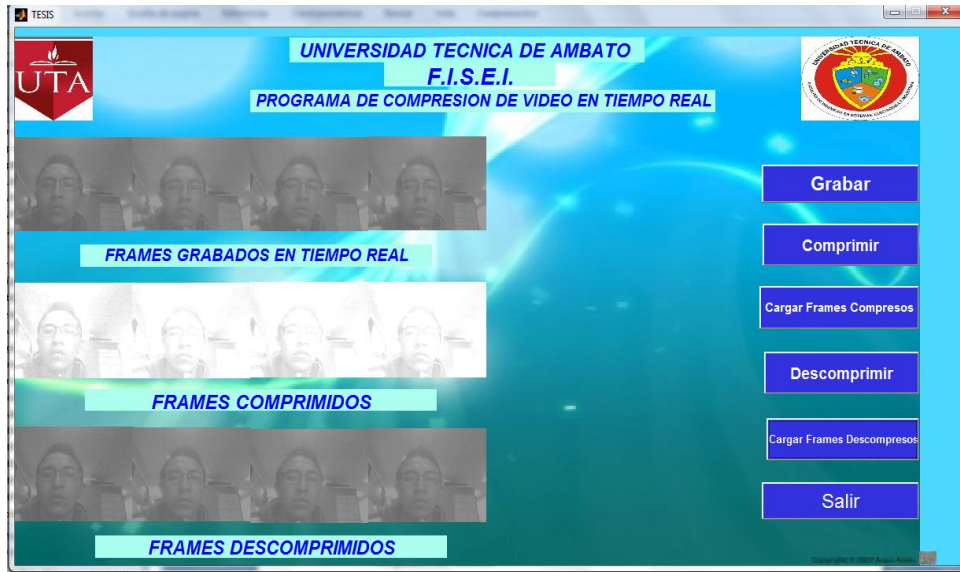 TESIS
UTA
UNIVERSIDAD TECNICA DE AMBATO
F.I.S.E.I.
PROGRAMA DE COMPRESION DE VIDEO EN TIEMPO REAL
FRAMES GRABADOS EN TIEMPO REAL
FRAMES COMPRIMIDOS
FRAMES DESCOMPRIMIDOS
Grabar
Comprimir
Cargar Frames Compresos
Descomprimir
Cargar Frames Descompresos
Salir